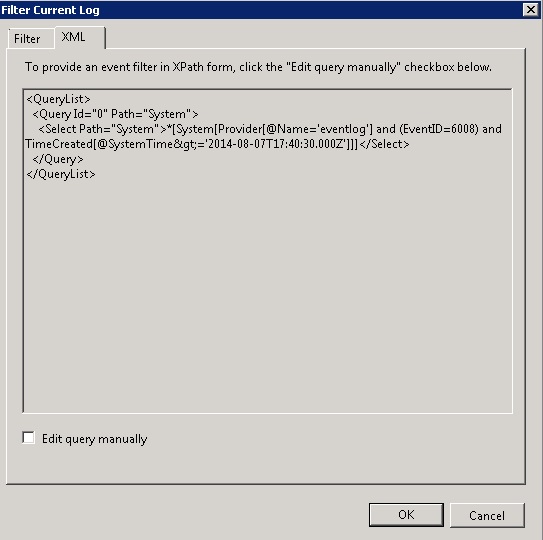 Filter Current Log
Filter
XML
To provide an event filter in XPath form, click the "Edit query manually" checkbox below.
<QueryList>
  <Query Id="0" Path="System">
    <Select Path="System">*[System[Provider[@Name='eventlog'] and (EventID=6008) and
TimeCreated[@SystemTime&gt;='2014-08-07T17:40:30.000Z']]]</Select>
  </Query>
</QueryList>
Edit query manually
OK
Cancel